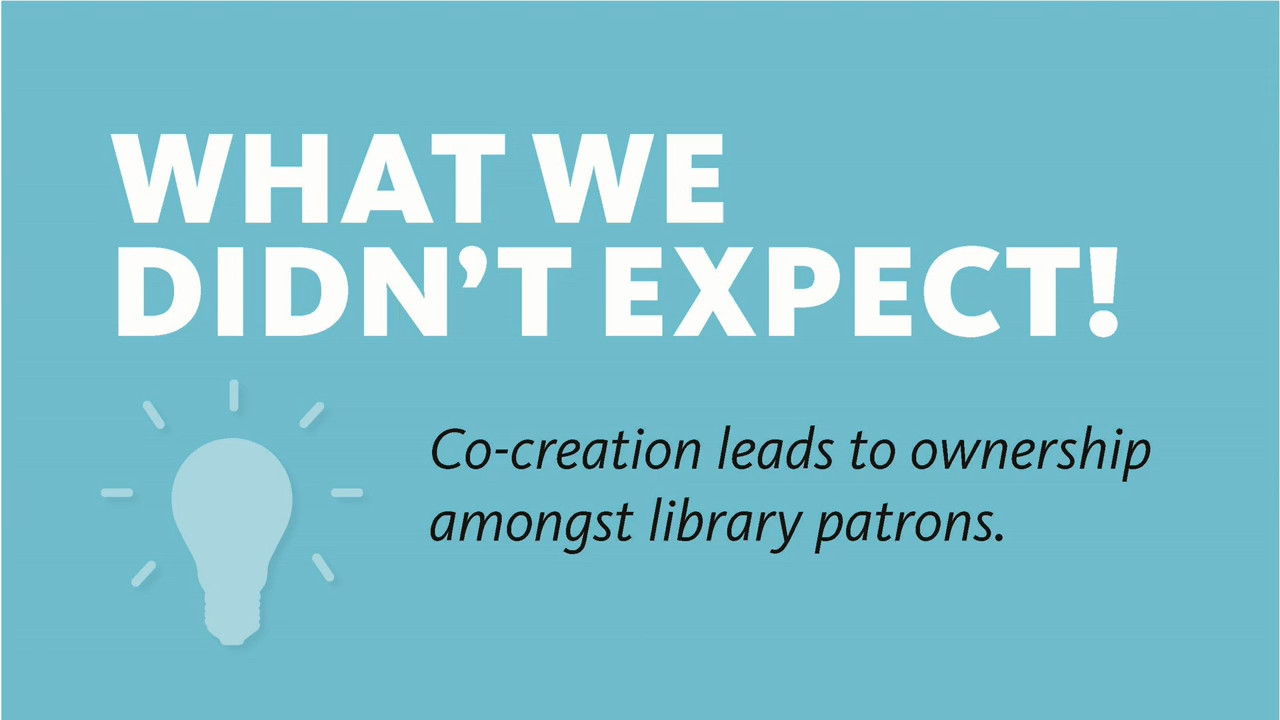 WHAT WE
DIDN’T EXPECT!
Co-creation leads to ownership
amongst library patrons.